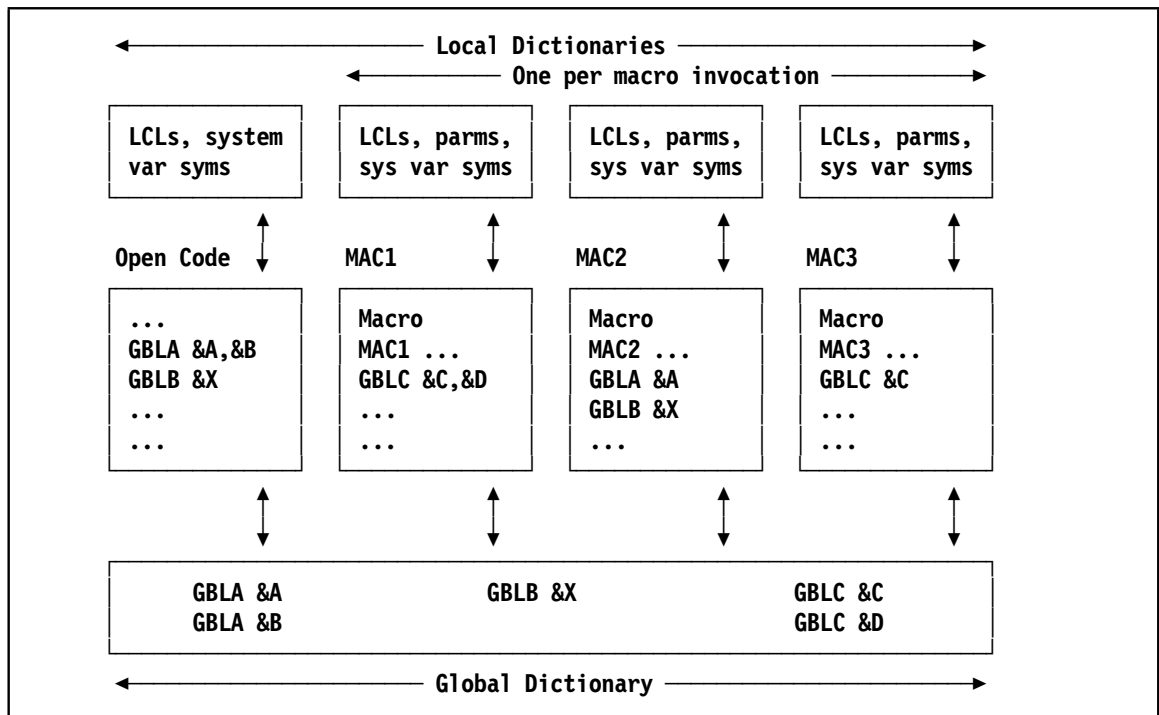 Local Dictionaries
One per macro invocation
LCLs, system LCLs, parms, LCLs, parms, LCLs, parms,
var syms sys var syms sys var syms sys var syms
Open Code MAC1 MAC2 MAC3
... Macro Macro Macro
GBLA &A,&B MAC1 ... MAC2 ... MAC3 ...
GBLB &X GBLC &C,&D GBLA &A GBLC &C
... ... GBLB &X ...
... ... ... ...
GBLA &A GBLB &X GBLC &C
GBLA &B GBLC &D
Global Dictionary